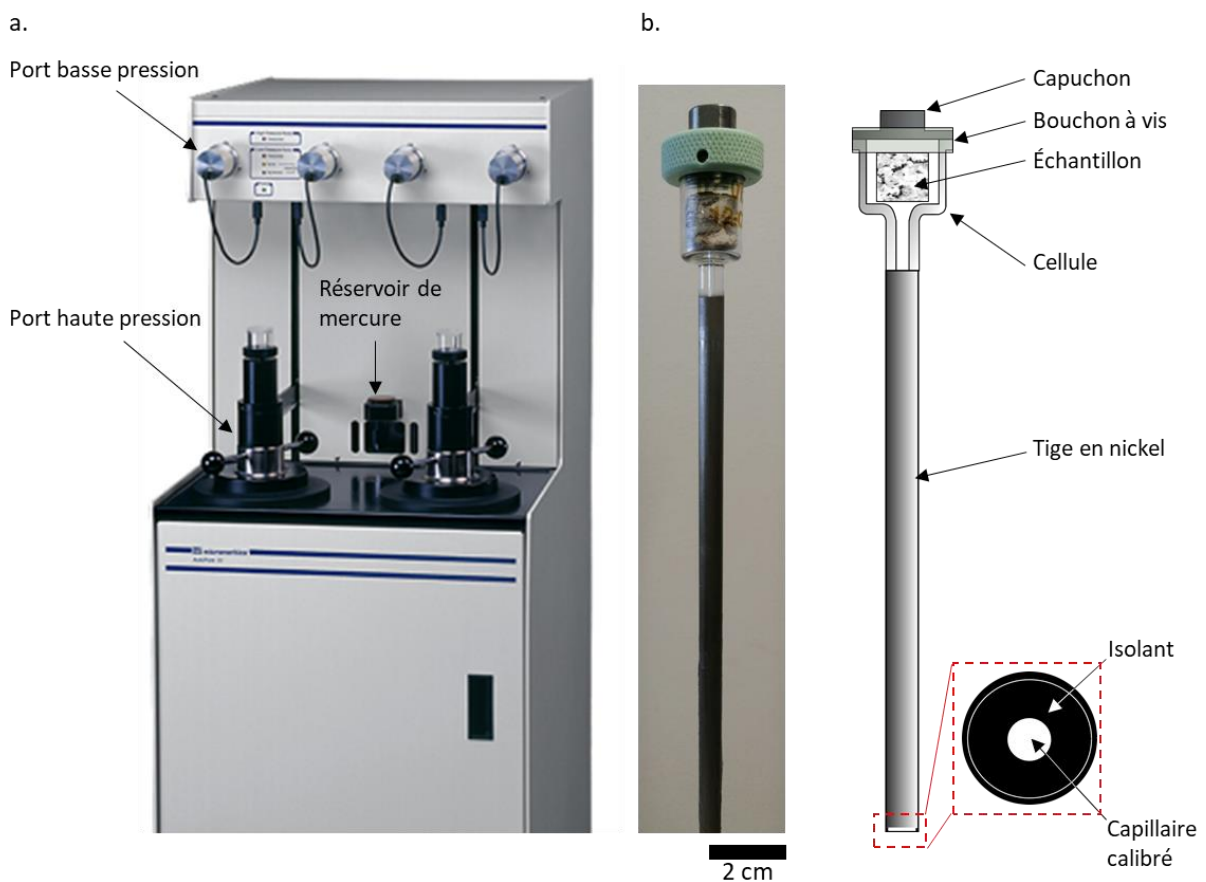 a.
Port basse pression
Port haute pression
Réservoir de
mercure
micromeritics
b.
Capuchon
Bouchon à vis
Échantillon
Cellule
Tige en nickel
Isolant
Capillaire
calibré
2 cm